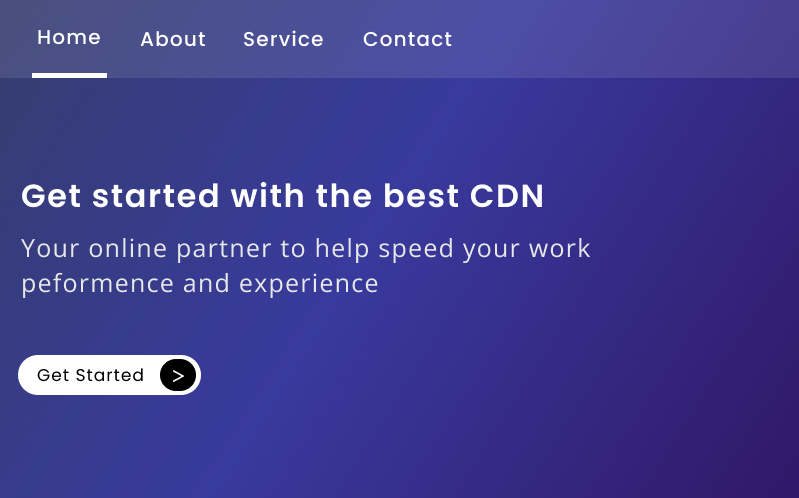 Home About Service Contact
Get started with the best CDN
Your online partner to help speed your work
peformence and experience
Get Started >